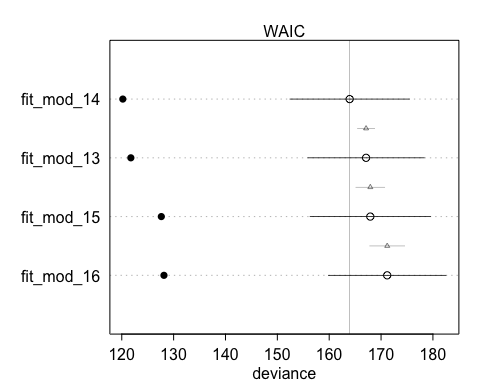 WAIC
fit_mod_14
fit_mod_13
fit_mod_15
fit_mod_16
120 130 140 150 160 170 180
deviance